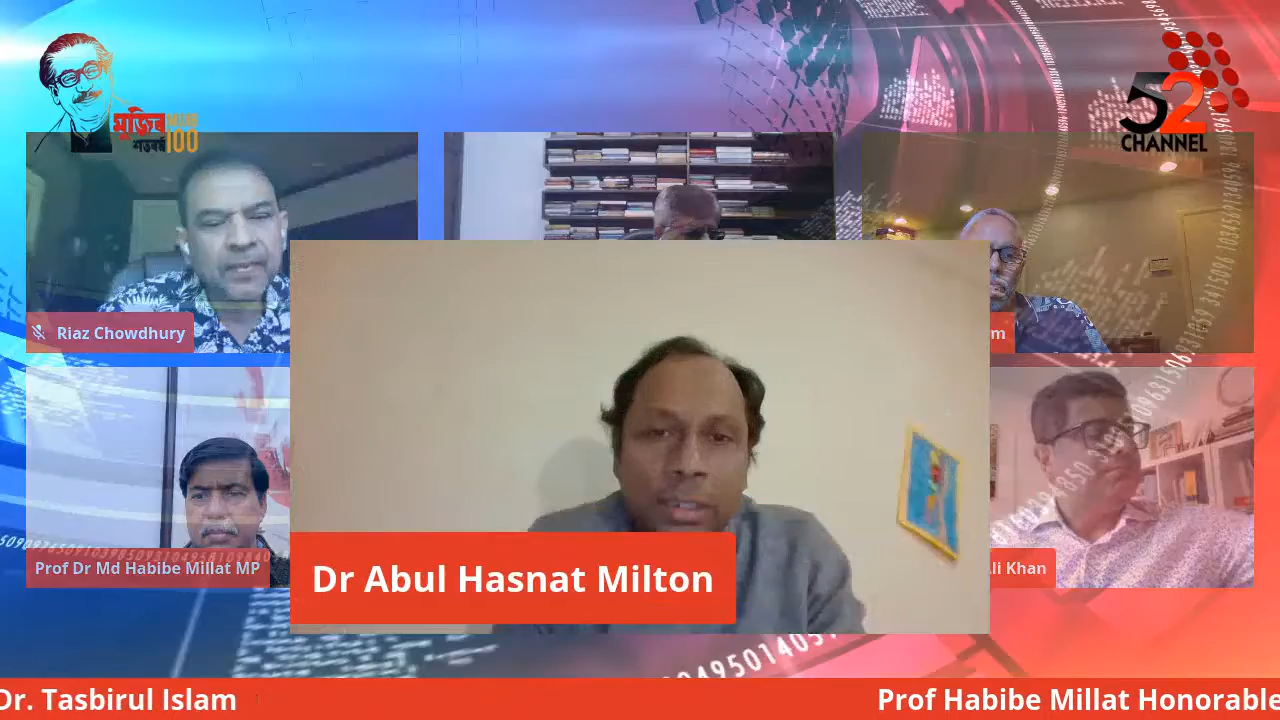 মুজিব
শতবর্ষ 100
52
CHANNEL
Riaz Chowdhury
m
Prof Dr Md Habibe Millat MP
Dr Abul Hasnat Milton
Ali Khan
Dr. Tasbirul Islam
Prof Habibe Millat Honorable